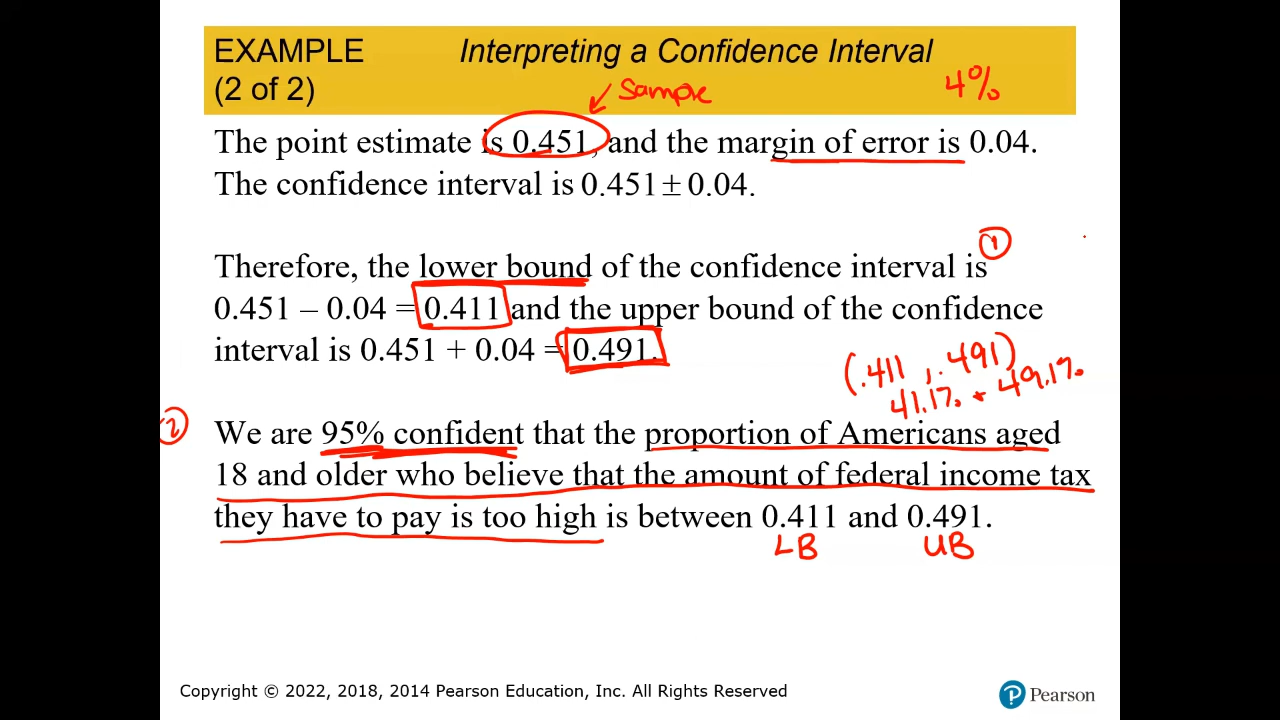 EXAMPLE Interpreting a Confidence Interval
(2 of 2)
4%
Sample
The point estimate is 0.451, and the margin of error is 0.04.
The confidence interval is 0.451 ± 0.04.
①
Therefore, the lower bound of the confidence interval is
0.451 – 0.04 = 0.411 and the upper bound of the confidence
interval is 0.451 + 0.04 = 0.491.
(.411 , .491)
41.1% + 49.1%
②
We are 95% confident that the proportion of Americans aged
18 and older who believe that the amount of federal income tax
they have to pay is too high is between 0.411 and 0.491.
LB UB
Copyright © 2022, 2018, 2014 Pearson Education, Inc. All Rights Reserved
P Pearson